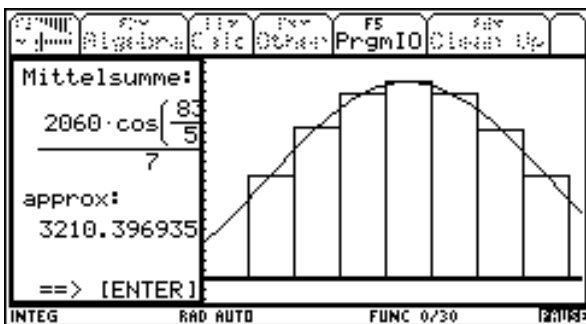 Algebra Calc Other PrgmIO Clean Up
F5
Mittelsumme:
2060·cos(83
5
7
approx:
3210.396935
==> [ENTER]
INTEG RAD AUTO FUNC 0/30 PAUSE